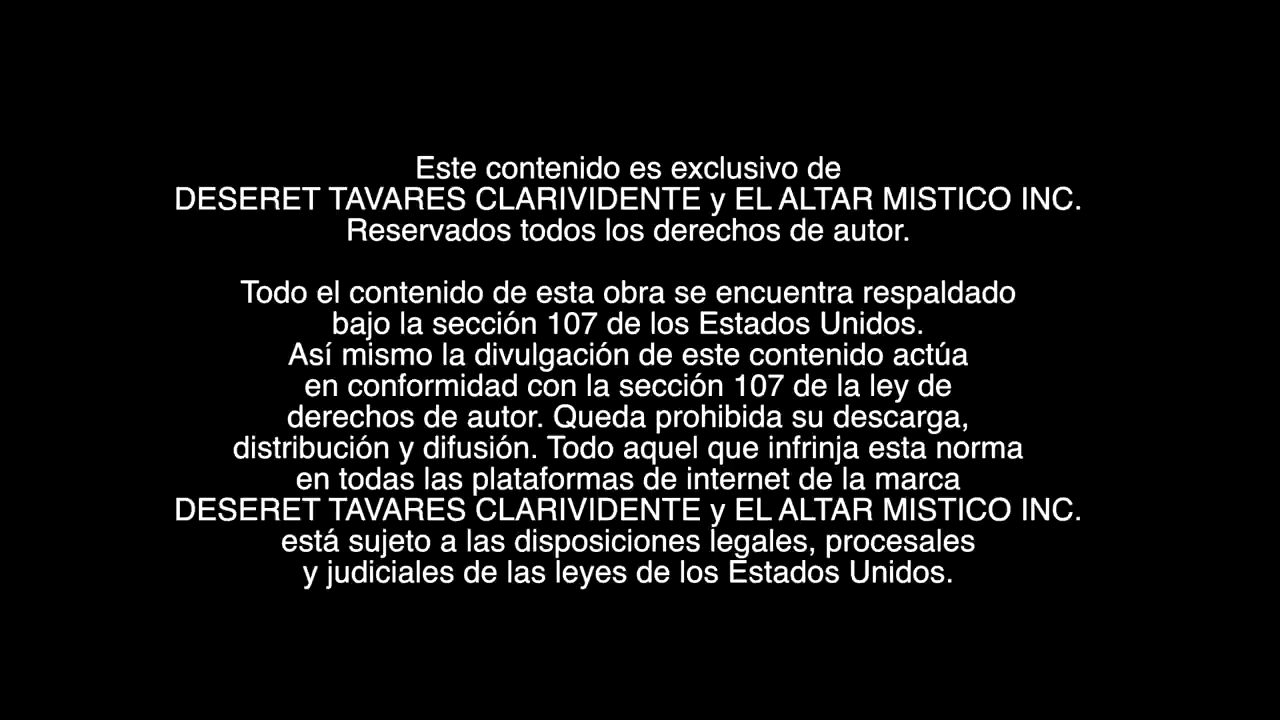 Este contenido es exclusivo de
DESERET TAVARES CLARIVIDENTE y EL ALTAR MISTICO INC.
Reservados todos los derechos de autor.
Todo el contenido de esta obra se encuentra respaldado
bajo la sección 107 de los Estados Unidos.
Así mismo la divulgación de este contenido actúa
en conformidad con la sección 107 de la ley de
derechos de autor. Queda prohibida su descarga,
distribución y difusión. Todo aquel que infrinja esta norma
en todas las plataformas de internet de la marca
DESERET TAVARES CLARIVIDENTE y EL ALTAR MISTICO INC.
está sujeto a las disposiciones legales, procesales
y judiciales de las leyes de los Estados Unidos.